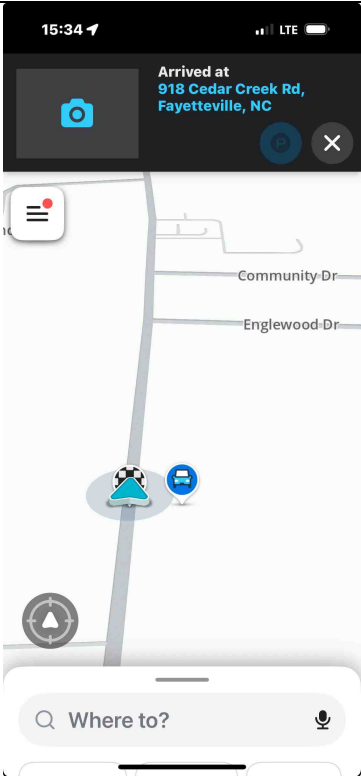 15:34
LTE
Arrived at
918 Cedar Creek Rd,
Fayetteville, NC
P
Community Dr
Englewood Dr
Where to?